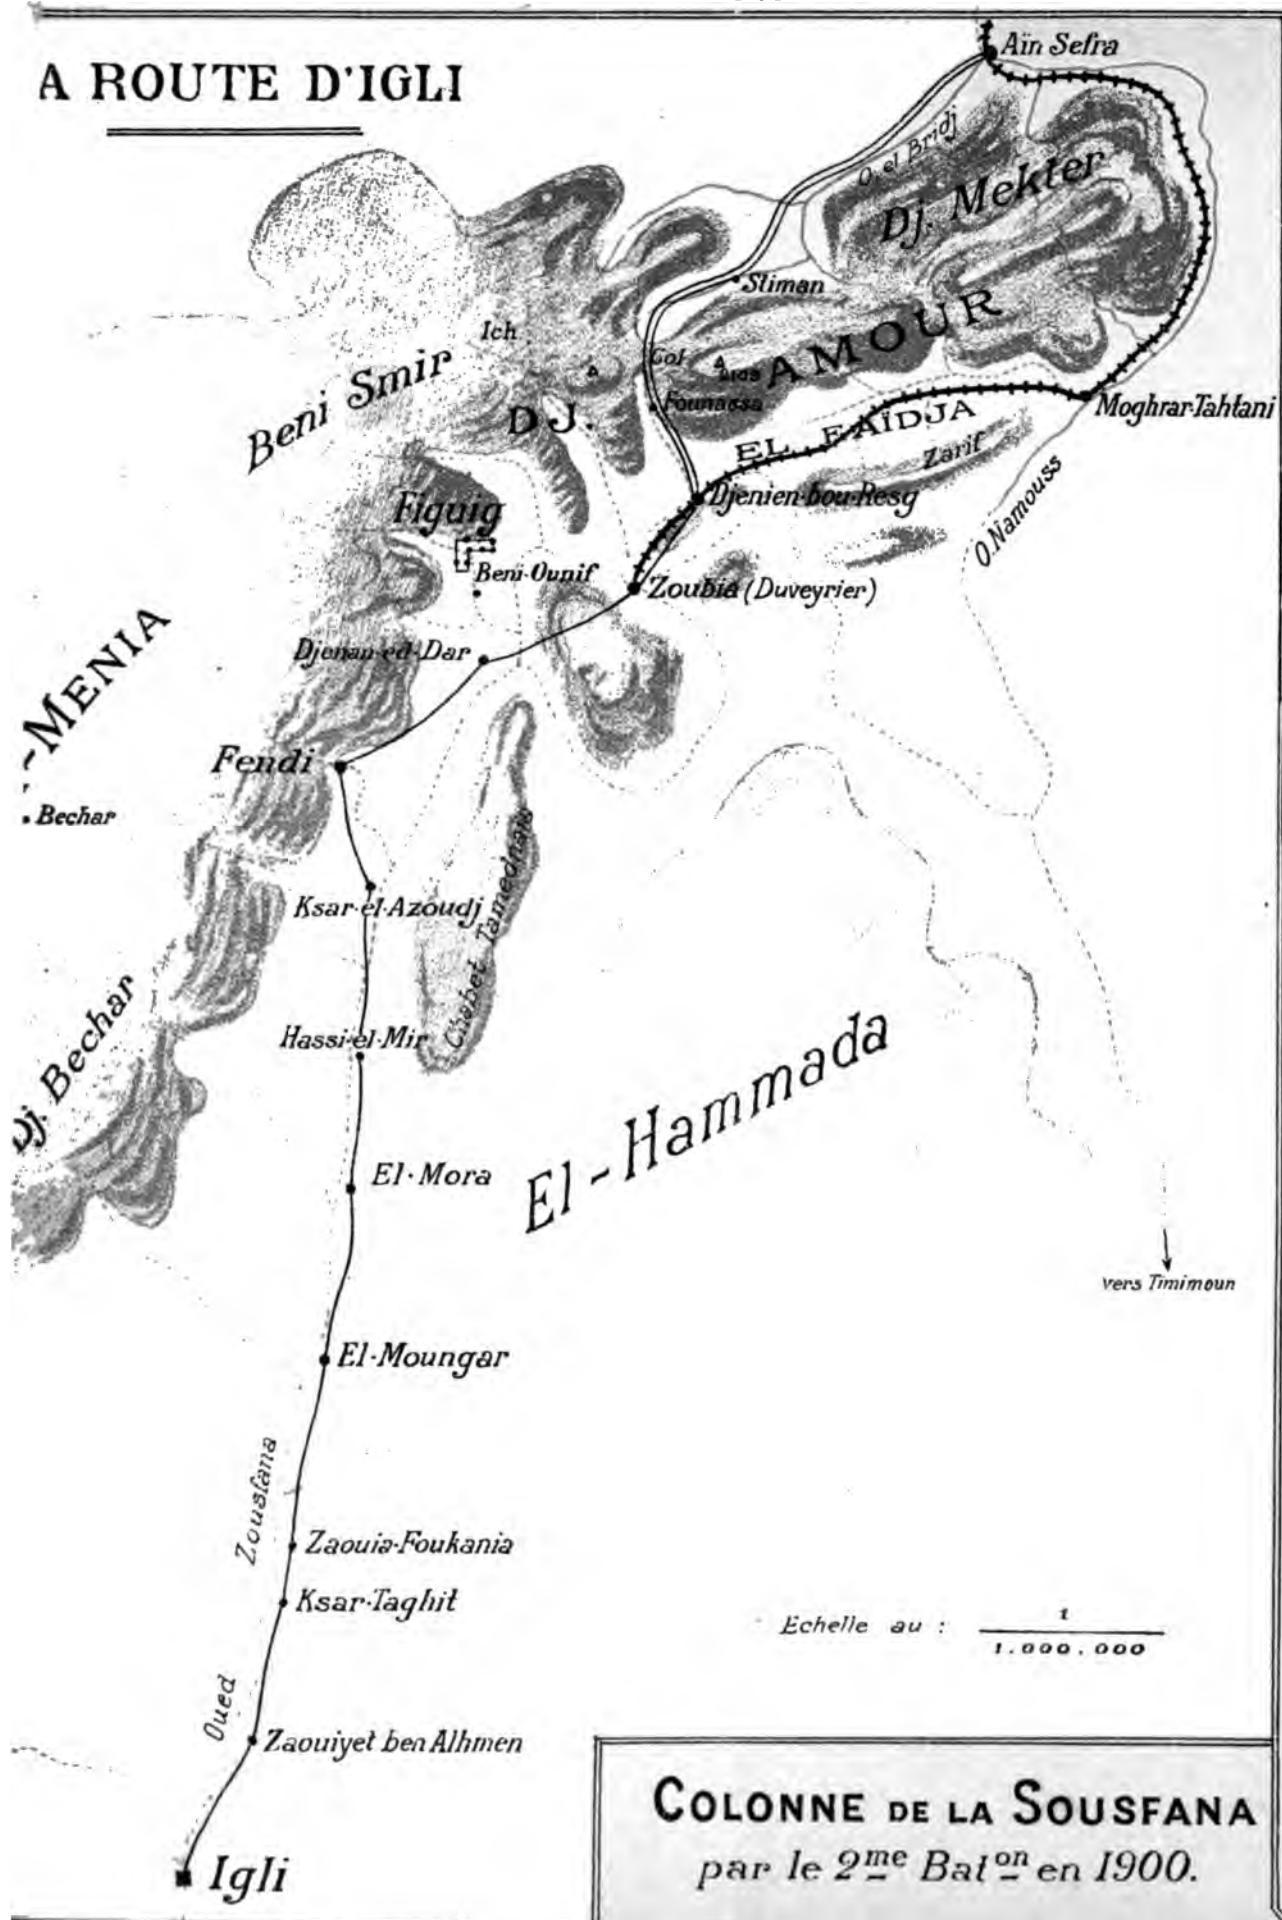 A ROUTE D'IGLI
Aïn Sefra
O. el Bridj
Dj. Mekter
Sliman
Ich
Col
AMOUR
Beni Smir
Founassa
DJ.
Moghrar-Tahtani
EL FAÏDJA
Zarif
Figuig
Djenien-bou-Resg
O. Namouss
Beni-Ounif
Zoubia (Duveyrier)
Djenan-ed-Dar
-MENIA
Fendi
Bechar
Ksar-el-Azoudj
Chabet Tamednaia
Dj. Bechar
Hassi-el-Mir
El-Hammada
El-Mora
vers Timimoun
El-Moungar
Zousfana
Zaouia-Foukania
Ksar-Taghit
Echelle au : 1
1.000.000
Oued
Zaouiyet ben Alhmen
Igli
COLONNE DE LA SOUSFANA
par le 2me Baton en 1900.